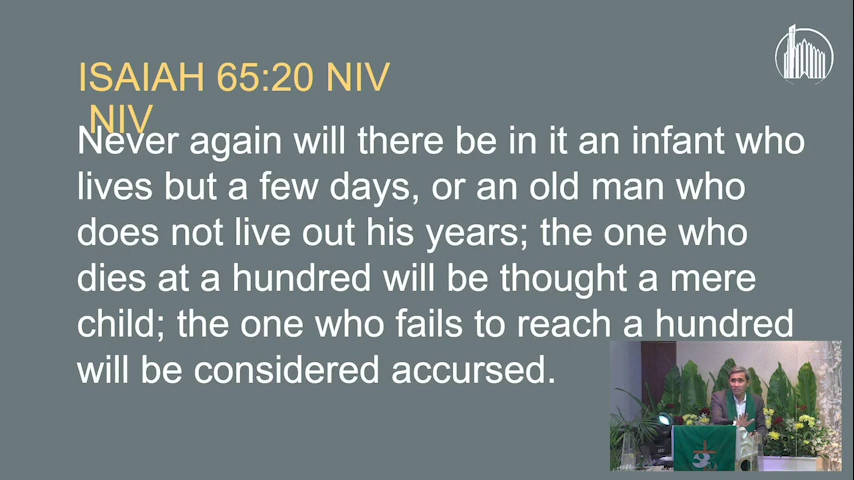 ISAIAH 65:20 NIV
NIV
Never again will there be in it an infant who
lives but a few days, or an old man who
does not live out his years; the one who
dies at a hundred will be thought a mere
child; the one who fails to reach a hundred
will be considered accursed.